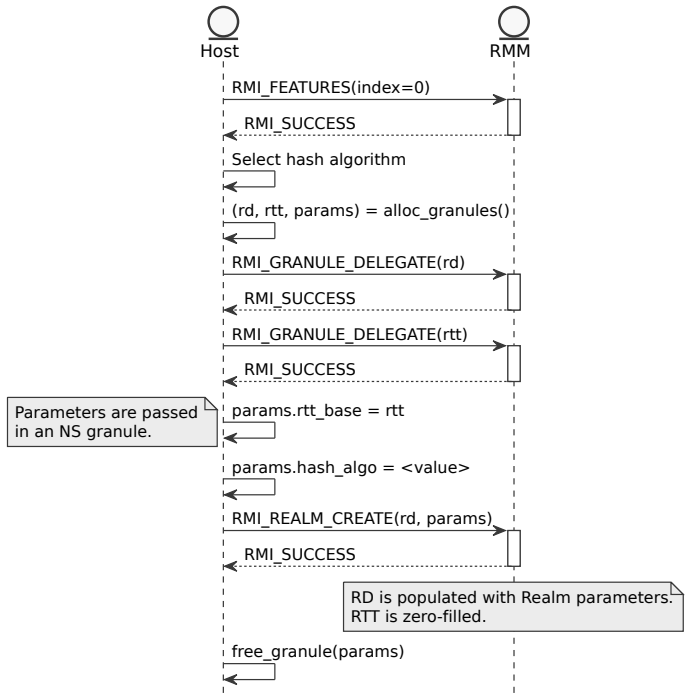 Host
RMM
RMI_FEATURES(index=0)
RMI_SUCCESS
Select hash algorithm
(rd, rtt, params) = alloc_granules()
RMI_GRANULE_DELEGATE(rd)
RMI_SUCCESS
RMI_GRANULE_DELEGATE(rtt)
RMI_SUCCESS
Parameters are passed
in an NS granule.
params.rtt_base = rtt
params.hash_algo = <value>
RMI_REALM_CREATE(rd, params)
RMI_SUCCESS
RD is populated with Realm parameters.
RTT is zero-filled.
free_granule(params)